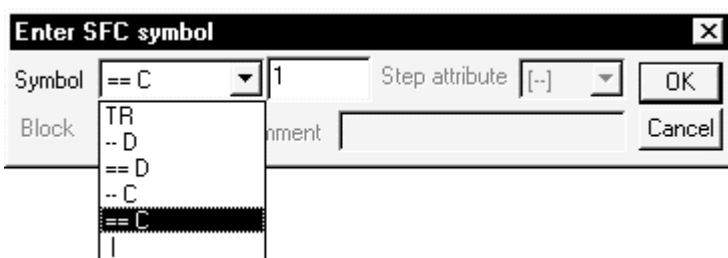 Enter SFC symbol
Symbol == C 1 Step attribute [--] OK
Block mment Cancel
TR
-- D
== D
-- C
== C
|